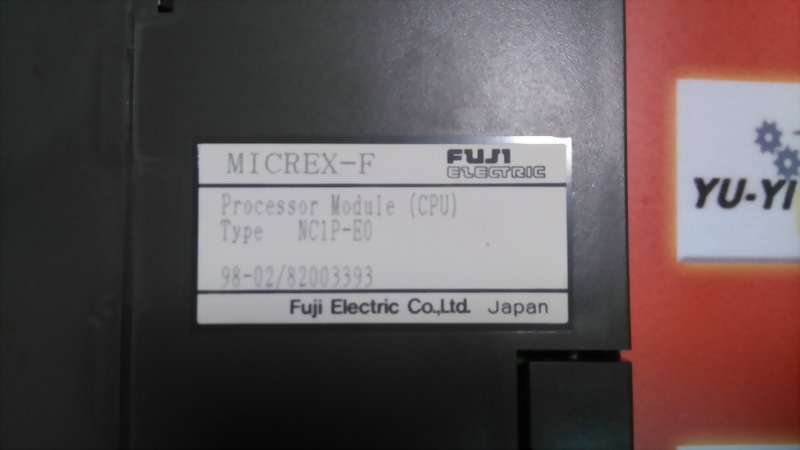 MICREX-F
FUJI
ELECTRIC
Processor Module (CPU)
Type NC1P-E0
98-02/82003393
Fuji Electric Co.,Ltd. Japan
YU-YI